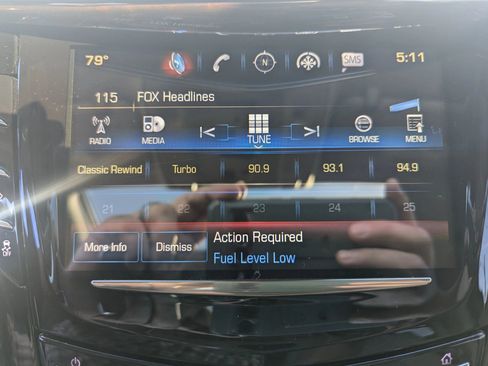 79° N SMS 5:11
115 FOX Headlines
RADIO MEDIA TUNE BROWSE MENU
Classic Rewind Turbo 90.9 93.1 94.9
21 22 23 24 25
More Info Dismiss Action Required
Fuel Level Low
OFF